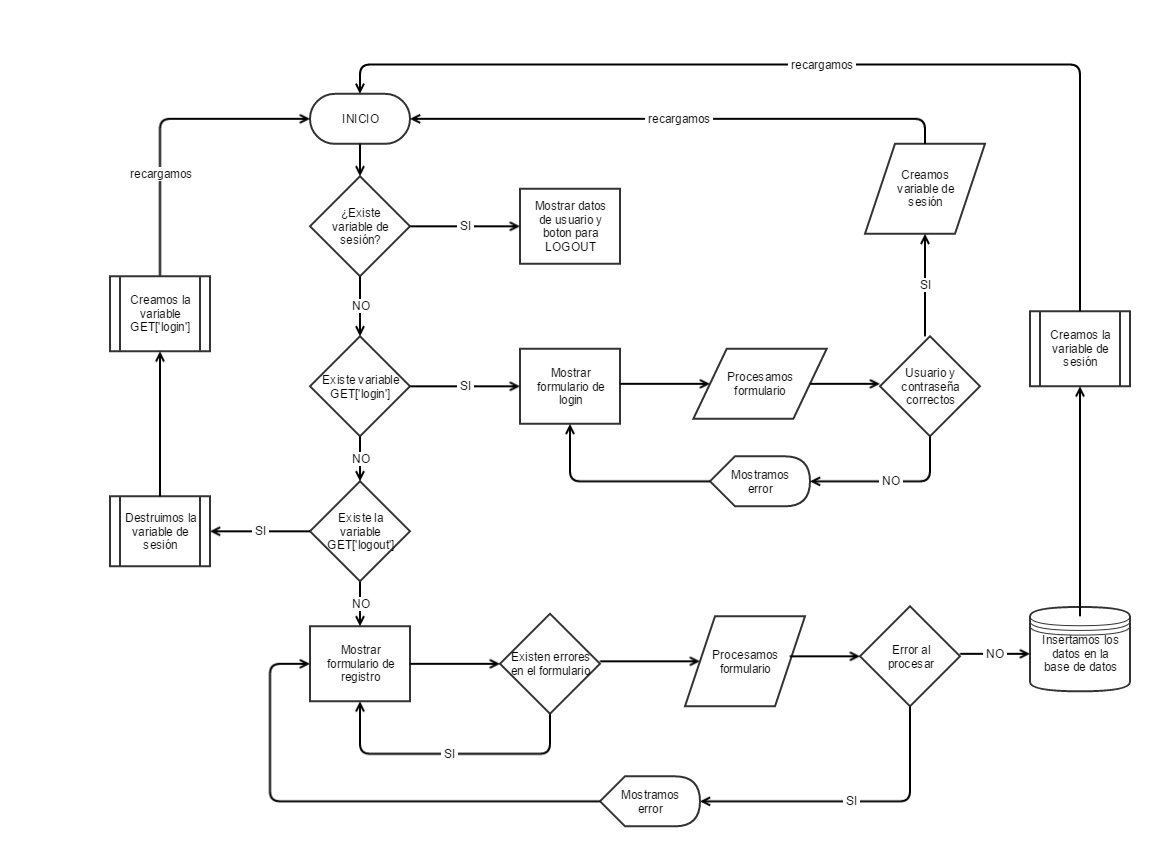 recargamos
INICIO
recargamos
recargamos
Creamos
variable de
sesión
¿Existe
variable de
sesión?
SI
Mostrar datos
de usuario y
boton para
LOGOUT
SI
NO
Creamos la
variable
GET['login']
Creamos la
variable de
sesión
Existe variable
GET['login']
SI
Mostrar
formulario de
login
Procesamos
formulario
Usuario y
contraseña
correctos
NO
Mostramos
error
NO
Destruimos la
variable de
sesión
SI
Existe la
variable
GET['logout']
NO
Mostrar
formulario de
registro
Existen errores
en el formulario
Procesamos
formulario
Error al
procesar
NO
Insertamos los
datos en la
base de datos
SI
Mostramos
error
SI